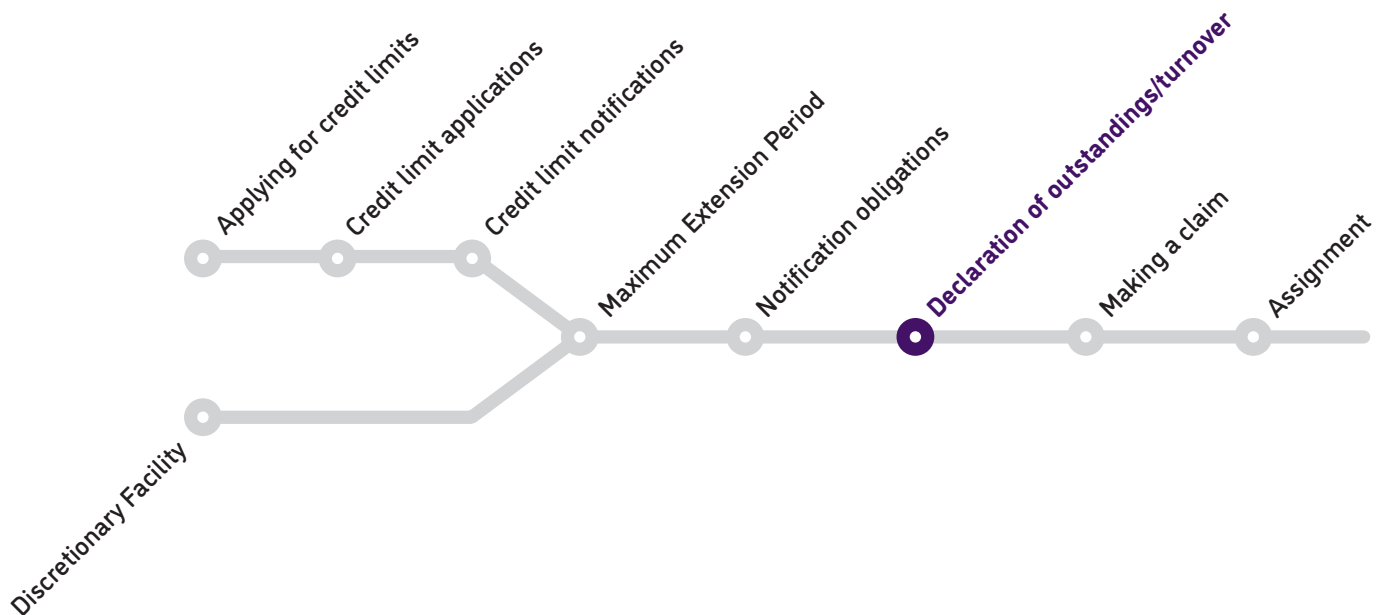 Applying for credit limits
Credit limit applications
Credit limit notifications
Maximum Extension Period
Notification obligations
Declaration of outstandings/turnover
Making a claim
Assignment
Discretionary Facility